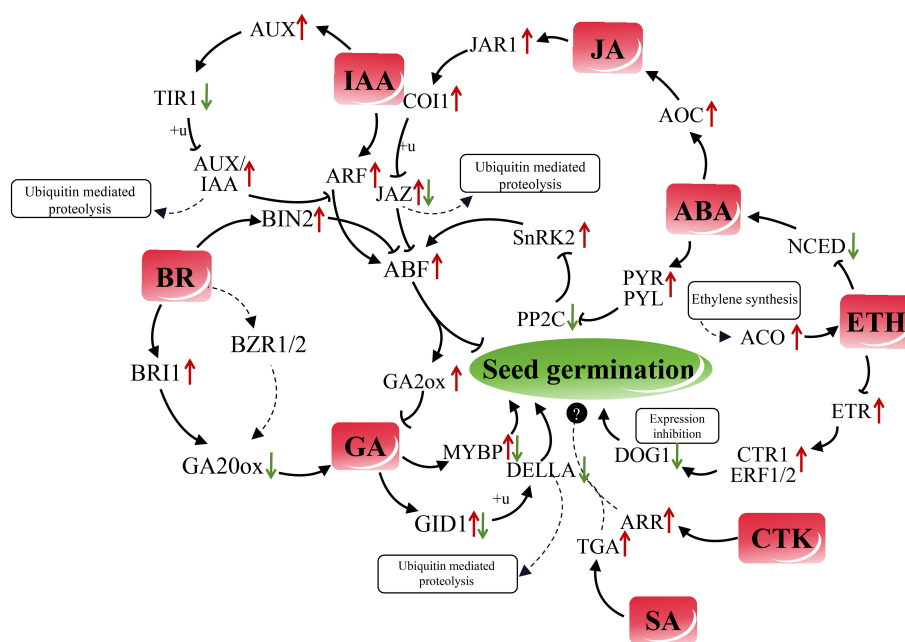 AUX
IAA
JAR1
JA
TIR1
COI1
AOC
+u
+u
AUX/
IAA
ARF
JAZ
Ubiquitin mediated
proteolysis
Ubiquitin mediated
proteolysis
ABA
BIN2
SnRK2
NCED
BR
ABF
PYR
PYL
Ethylene synthesis
PP2C
ACO
ETH
BZR1/2
BRI1
GA2ox
Seed germination
ETR
?
Expression
inhibition
GA
MYBP
DOG1
CTR1
ERF1/2
GA20ox
DELLA
+u
GID1
ARR
CTK
TGA
Ubiquitin mediated
proteolysis
SA